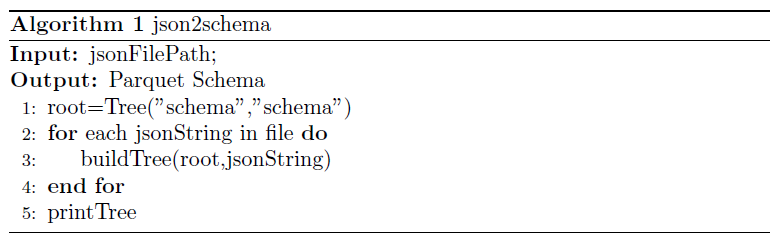 Algorithm 1 json2schema
Input: jsonFilePath;
Output: Parquet Schema
1: root=Tree(”schema”,”schema”)
2: for each jsonString in file do
3: buildTree(root,jsonString)
4: end for
5: printTree